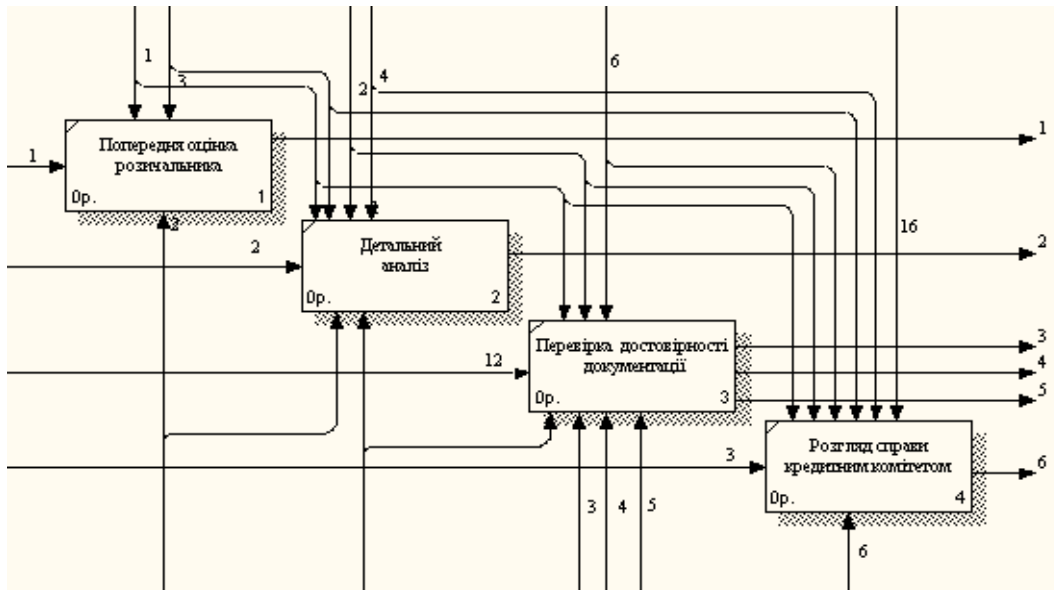 1
3
2
4
6
16
1
Попередня оцінка
розичальника
0р.
1
1
2
2
Детальний
аналіз
0р.
2
2
12
Перевірка достовірності
документації
0р.
3
3
4
5
3
Розгляд справи
кредитним комітетом
0р.
4
6
3
4
5
6